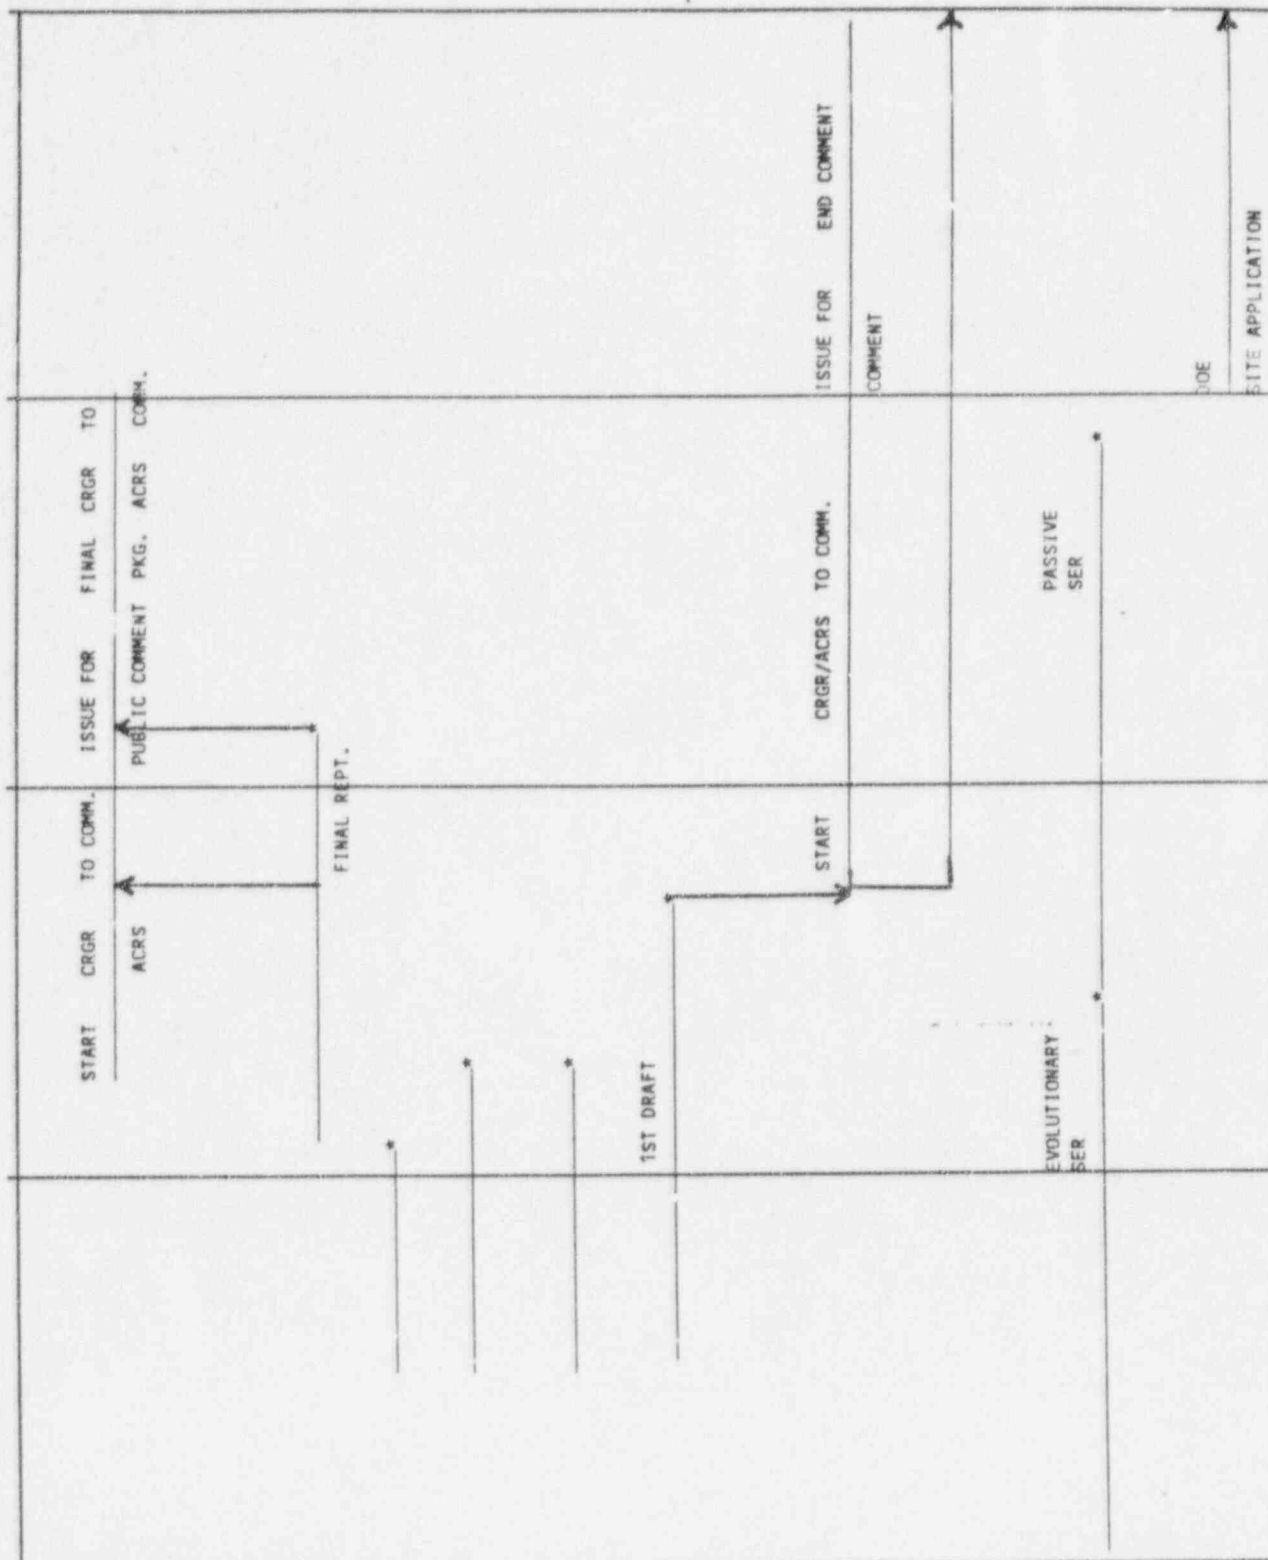 START CRGR TO COMM. ISSUE FOR FINAL CRGR TO
ACRS PUBLIC COMMENT PKG. ACRS COMM.
FINAL REPT.
*
*
*
1ST DRAFT
START CRGR/ACRS TO COMM. ISSUE FOR END COMMENT
COMMENT
EVOLUTIONARY PASSIVE
SER SER
* *
DOE
SITE APPLICATION